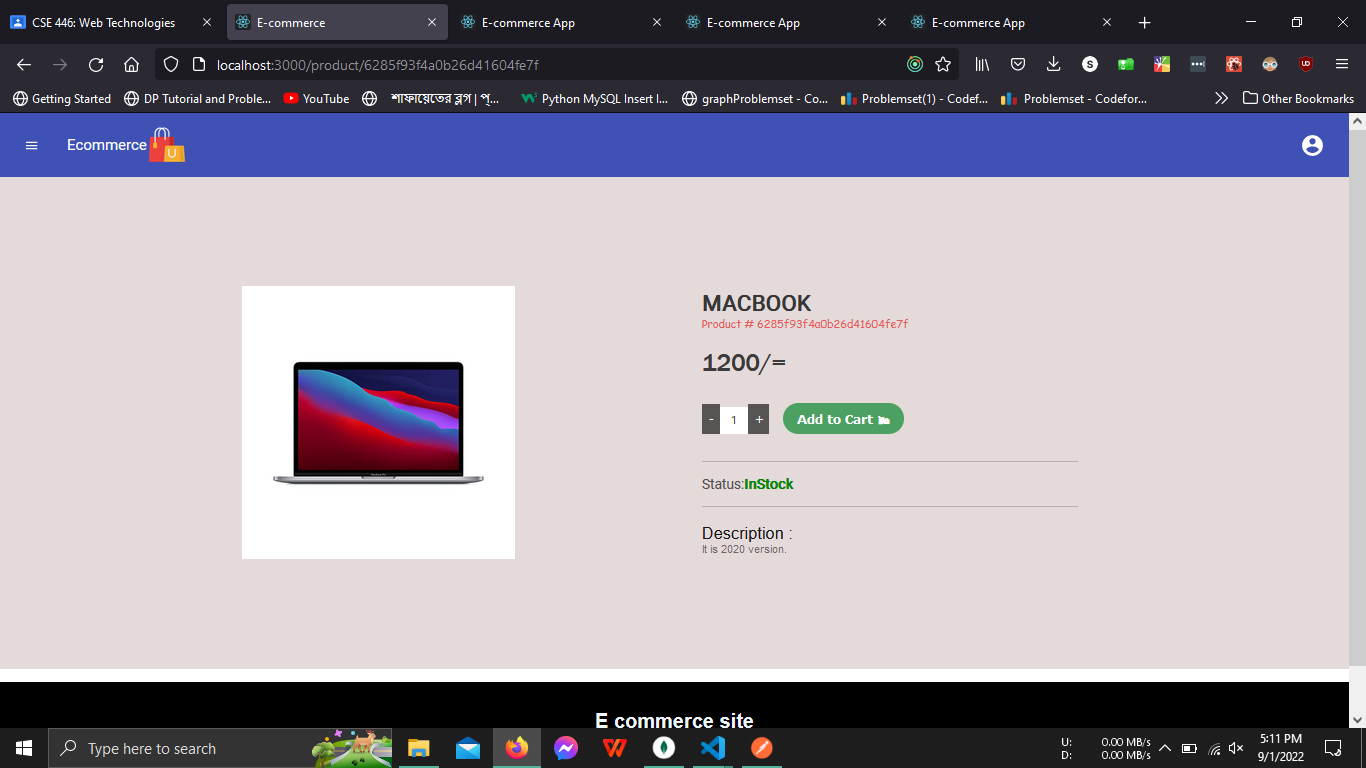 CSE 446: Web Technologies
E-commerce
E-commerce App
E-commerce App
E-commerce App
localhost:3000/product/6285f93f4a0b26d41604fe7f
Getting Started
DP Tutorial and Proble...
YouTube
শাফায়েতের ব্লগ | প্...
Python MySQL Insert I...
graphProblemset - Co...
Problemset(1) - Codef...
Problemset - Codefor...
Other Bookmarks
Ecommerce
U
MACBOOK
Product # 6285f93f4a0b26d41604fe7f
1200/=
- 1 +
Add to Cart
Status:InStock
Description :
It is 2020 version.
E commerce site
Type here to search
U: 0.00 MB/s
D: 0.00 MB/s
5:11 PM
9/1/2022